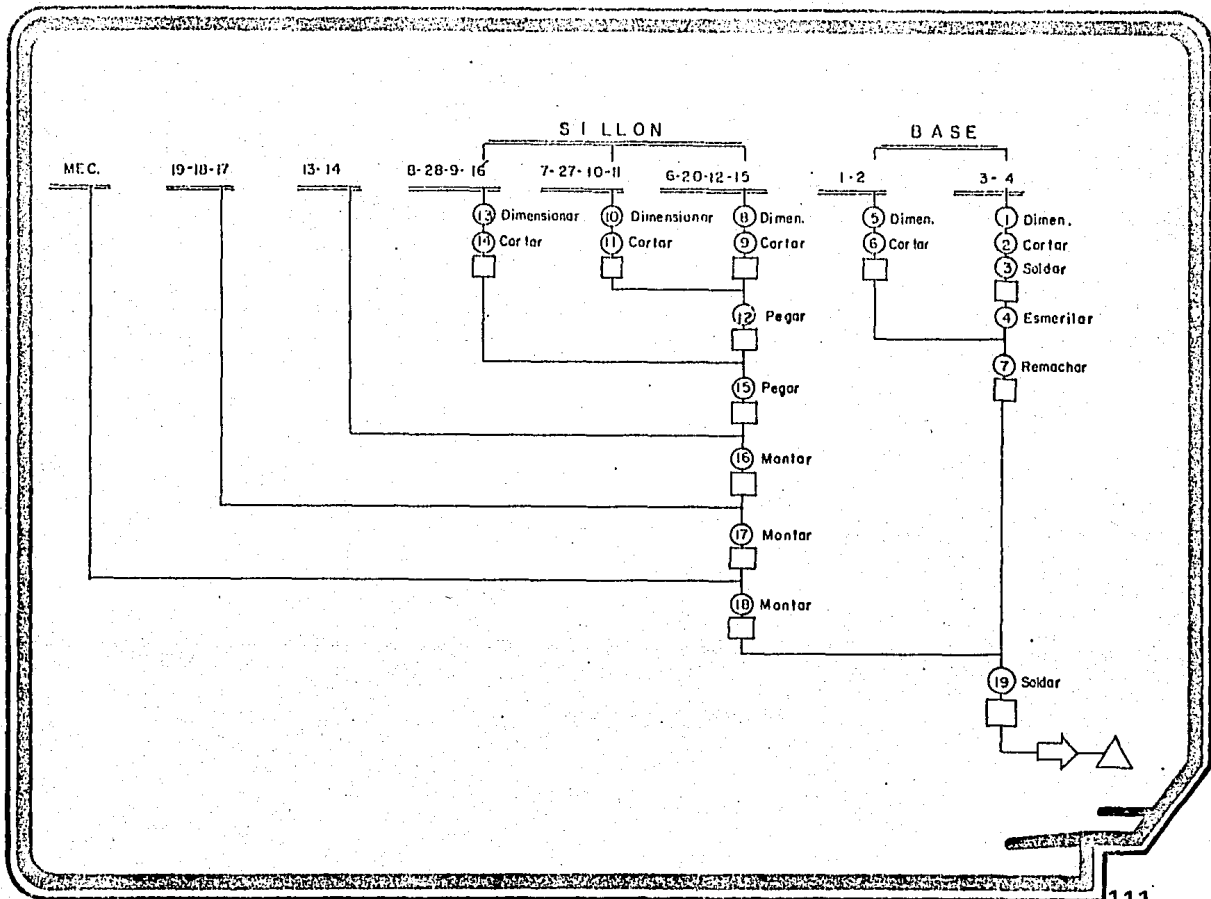 SILLON BASE
MEC. 19-18-17 13-14 8-28-9-16 7-27-10-11 6-20-12-15 1-2 3-4
13 Dimensionar 10 Dimensionar 8 Dimen. 5 Dimen. 1 Dimen.
14 Cortar 11 Cortar 9 Cortar 6 Cortar 2 Cortar
3 Soldar
12 Pegar 4 Esmerilar
7 Remachar
15 Pegar
16 Montar
17 Montar
18 Montar
19 Soldar
111